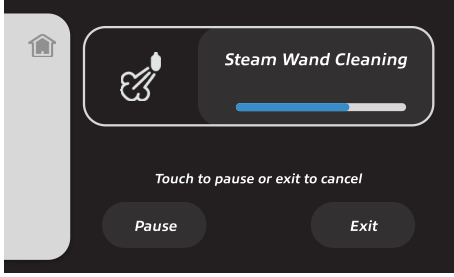 Steam Wand Cleaning
Touch to pause or exit to cancel
Pause
Exit